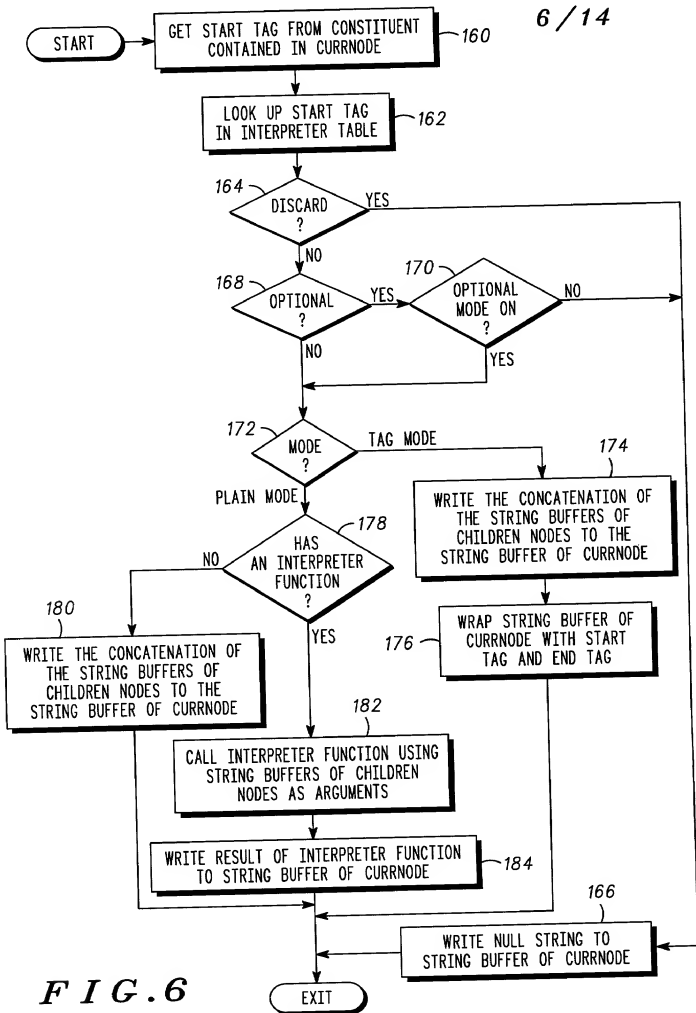 6/14
START
GET START TAG FROM CONSTITUENT
CONTAINED IN CURRNODE
160
LOOK UP START TAG
IN INTERPRETER TABLE
162
164
DISCARD
?
YES
NO
168
OPTIONAL
?
YES
170
OPTIONAL
MODE ON
?
NO
NO
YES
172
MODE
?
TAG MODE
PLAIN MODE
174
WRITE THE CONCATENATION OF
THE STRING BUFFERS OF
CHILDREN NODES TO THE
STRING BUFFER OF CURRNODE
178
HAS
AN INTERPRETER
FUNCTION
?
NO
YES
176
WRAP STRING BUFFER OF
CURRNODE WITH START
TAG AND END TAG
180
WRITE THE CONCATENATION OF
THE STRING BUFFERS OF
CHILDREN NODES TO THE
STRING BUFFER OF CURRNODE
182
CALL INTERPRETER FUNCTION USING
STRING BUFFERS OF CHILDREN
NODES AS ARGUMENTS
WRITE RESULT OF INTERPRETER FUNCTION
TO STRING BUFFER OF CURRNODE
184
166
WRITE NULL STRING TO
STRING BUFFER OF CURRNODE
EXIT
FIG.6